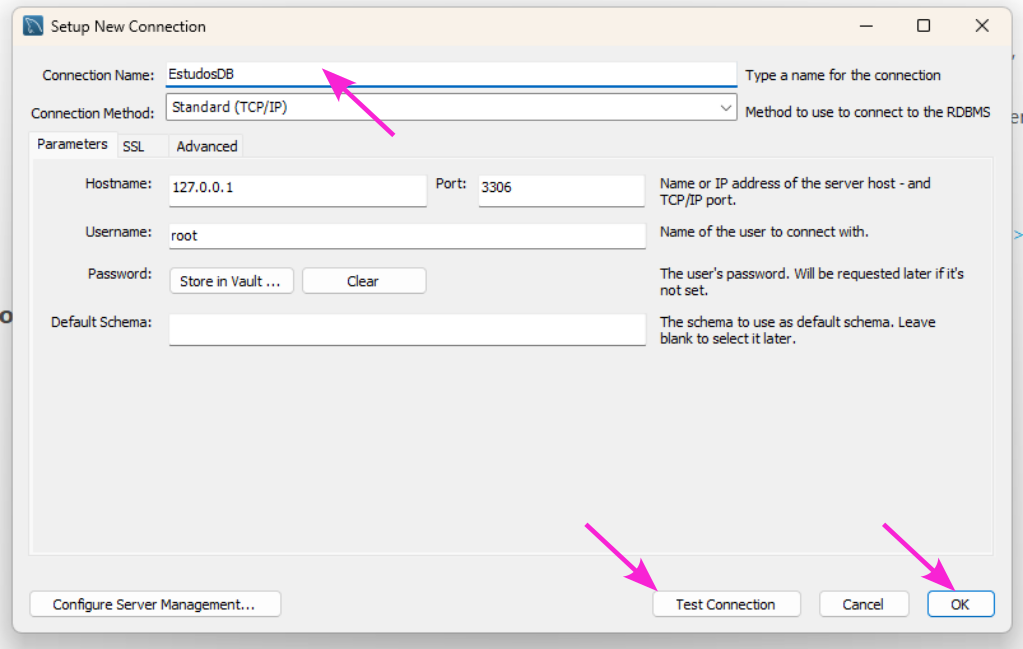 Setup New Connection
Connection Name: EstudosDB Type a name for the connection
Connection Method: Standard (TCP/IP) Method to use to connect to the RDBMS
Parameters SSL Advanced
Hostname: 127.0.0.1 Port: 3306 Name or IP address of the server host - and
TCP/IP port.
Username: root Name of the user to connect with.
Password: Store in Vault ... Clear The user's password. Will be requested later if it's
not set.
Default Schema: The schema to use as default schema. Leave
blank to select it later.
Configure Server Management... Test Connection Cancel OK